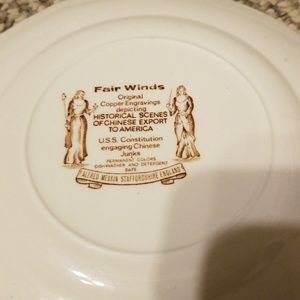 Fair Winds
Original
Copper Engravings
depicting
HISTORICAL SCENES
OF CHINESE EXPORT
TO AMERICA
U.S.S. Constitution
engaging Chinese
Junks
PERMANENT COLORS
DISHWASHER AND DETERGENT
SAFE
ALFRED MEAKIN STAFFORDSHIRE ENGLAND